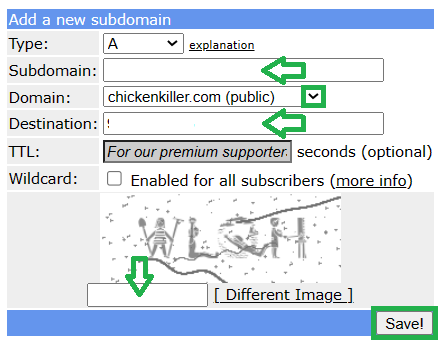 Add a new subdomain
Type: A explanation
Subdomain:
Domain: chickenkiller.com (public)
Destination:
TTL: For our premium supporter seconds (optional)
Wildcard: Enabled for all subscribers (more info)
[ Different Image ]
Save!